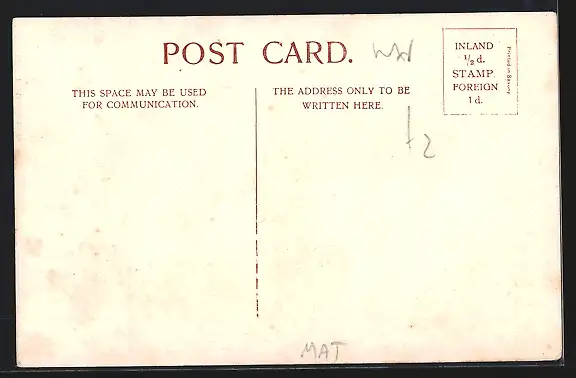 POST CARD.
THIS SPACE MAY BE USED
FOR COMMUNICATION.
THE ADDRESS ONLY TO BE
WRITTEN HERE.
INLAND
½ d.
STAMP
FOREIGN
1 d.
Printed in Saxony
MAT